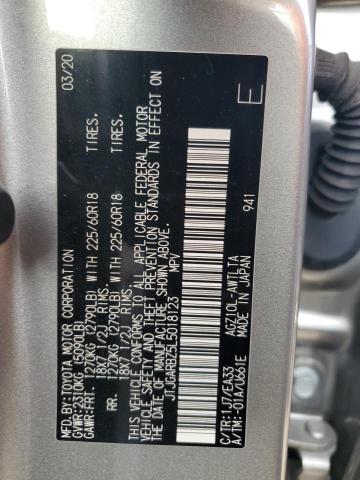 MFD. BY:TOYOTA MOTOR CORPORATION 03/20
GVWR:2310KG (5090LB)
GAWR:FRT. 1270KG (2790LB) WITH 225/60R18 TIRES,
18X7 1/2J RIMS.
RR. 1270KG (2790LB) WITH 225/60R18 TIRES,
18X7 1/2J RIMS.
THIS VEHICLE CONFORMS TO ALL APPLICABLE FEDERAL MOTOR
VEHICLE SAFETY AND THEFT PREVENTION STANDARDS IN EFFECT ON
THE DATE OF MANUFACTURE SHOWN ABOVE.
JTJGARBZ5L5018123 MPV
E
C/TR:1J7/EA33 AGZ10L-AWTLTA 941
A/TM:-01A/U661E MADE IN JAPAN